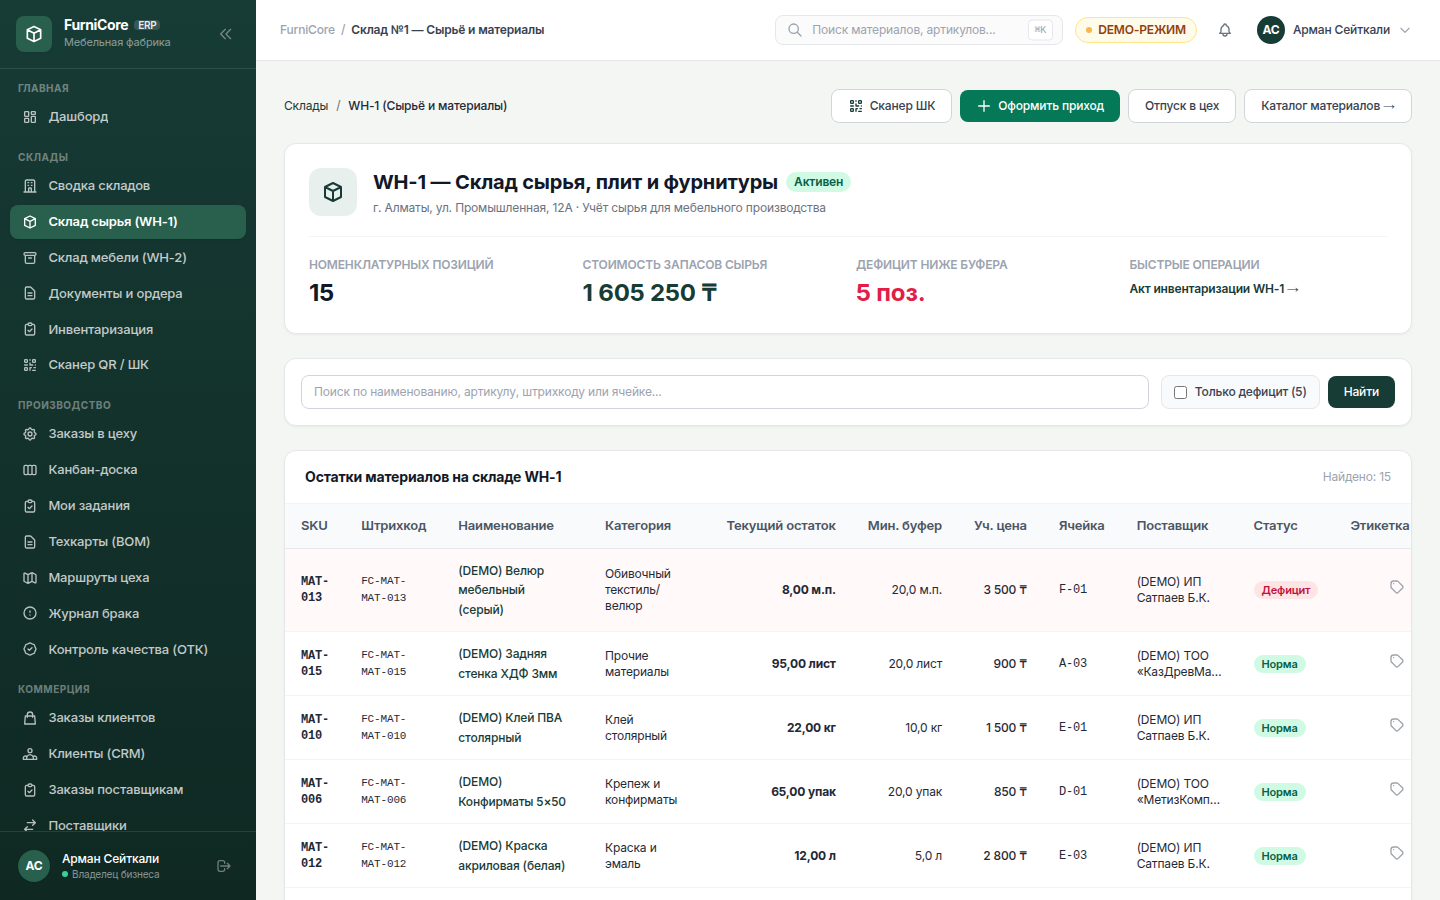 FurniCore ERP
Мебельная фабрика
ГЛАВНАЯ
Дашборд
СКЛАДЫ
Сводка складов
Склад сырья (WH-1)
Склад мебели (WH-2)
Документы и ордера
Инвентаризация
Сканер QR / ШК
ПРОИЗВОДСТВО
Заказы в цеху
Канбан-доска
Мои задания
Техкарты (BOM)
Маршруты цеха
Журнал брака
Контроль качества (ОТК)
КОММЕРЦИЯ
Заказы клиентов
Клиенты (CRM)
Заказы поставщикам
Поставщики
АС Арман Сейткали
Владелец бизнеса
FurniCore / Склад №1 — Сырьё и материалы
Поиск материалов, артикулов... ⌘K
DEMO-РЕЖИМ
АС Арман Сейткали
Склады / WH-1 (Сырьё и материалы)
Сканер ШК
Оформить приход
Отпуск в цех
Каталог материалов →
WH-1 — Склад сырья, плит и фурнитуры Активен
г. Алматы, ул. Промышленная, 12А · Учёт сырья для мебельного производства
НОМЕНКЛАТУРНЫХ ПОЗИЦИЙ
15
СТОИМОСТЬ ЗАПАСОВ СЫРЬЯ
1 605 250 ₸
ДЕФИЦИТ НИЖЕ БУФЕРА
5 поз.
БЫСТРЫЕ ОПЕРАЦИИ
Акт инвентаризации WH-1 →
Поиск по наименованию, артикулу, штрихкоду или ячейке...
Только дефицит (5)
Найти
Остатки материалов на складе WH-1
Найдено: 15
SKU Штрихкод Наименование Категория Текущий остаток Мин. буфер Уч. цена Ячейка Поставщик Статус Этикетка
MAT-
013
FC-MAT-
MAT-013
(DEMO) Велюр
мебельный
(серый)
Обивочный
текстиль/
велюр
8,00 м.п.
20,0 м.п.
3 500 ₸
F-01
(DEMO) ИП
Сатпаев Б.К.
Дефицит
MAT-
015
FC-MAT-
MAT-015
(DEMO) Задняя
стенка ХДФ 3мм
Прочие
материалы
95,00 лист
20,0 лист
900 ₸
A-03
(DEMO) ТОО
«КазДревМа...
Норма
MAT-
010
FC-MAT-
MAT-010
(DEMO) Клей ПВА
столярный
Клей
столярный
22,00 кг
10,0 кг
1 500 ₸
E-01
(DEMO) ИП
Сатпаев Б.К.
Норма
MAT-
006
FC-MAT-
MAT-006
(DEMO)
Конфирматы 5×50
Крепеж и
конфирматы
65,00 упак
20,0 упак
850 ₸
D-01
(DEMO) ТОО
«МетизКомп...
Норма
MAT-
012
FC-MAT-
MAT-012
(DEMO) Краска
акриловая (белая)
Краска и
эмаль
12,00 л
5,0 л
2 800 ₸
E-03
(DEMO) ИП
Сатпаев Б.К.
Норма